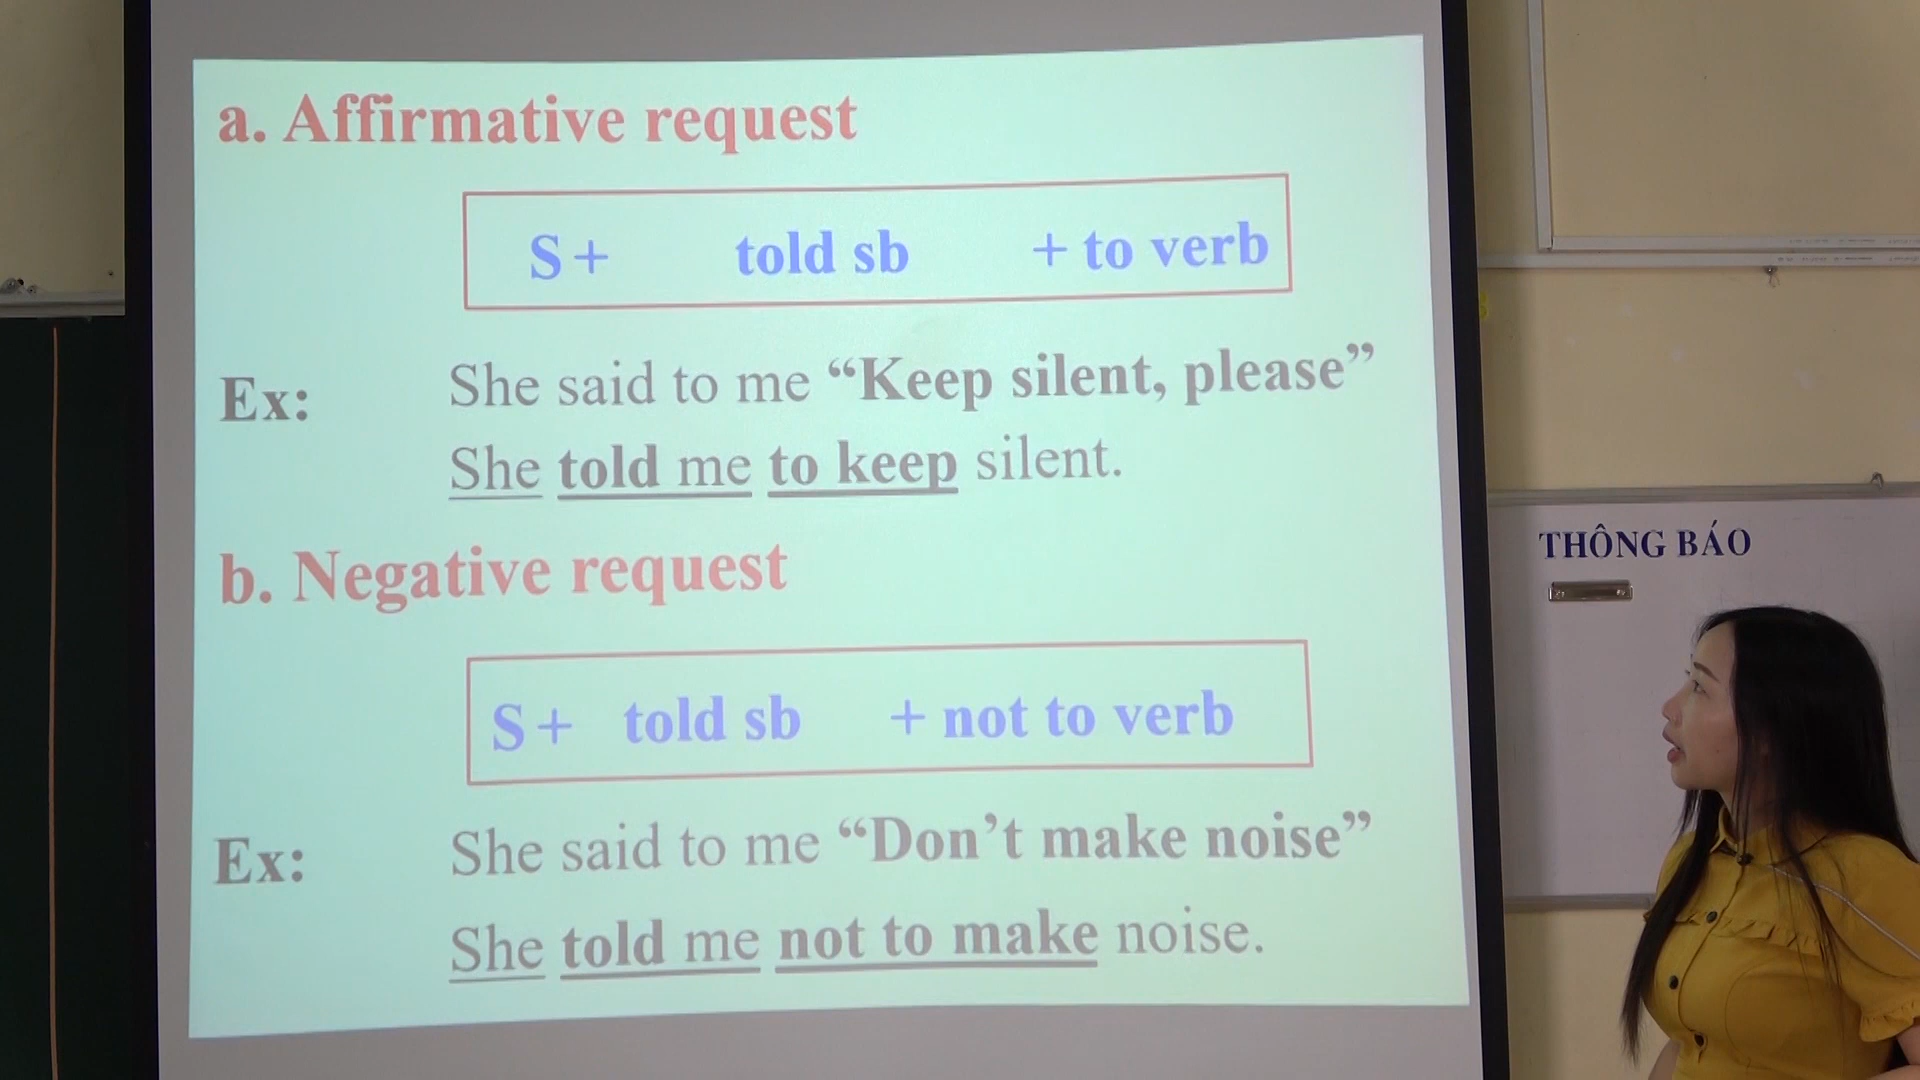 a. Affirmative request
S + told sb + to verb
Ex: She said to me “Keep silent, please”
She told me to keep silent.
b. Negative request
S + told sb + not to verb
Ex: She said to me “Don’t make noise”
She told me not to make noise.
THÔNG BÁO